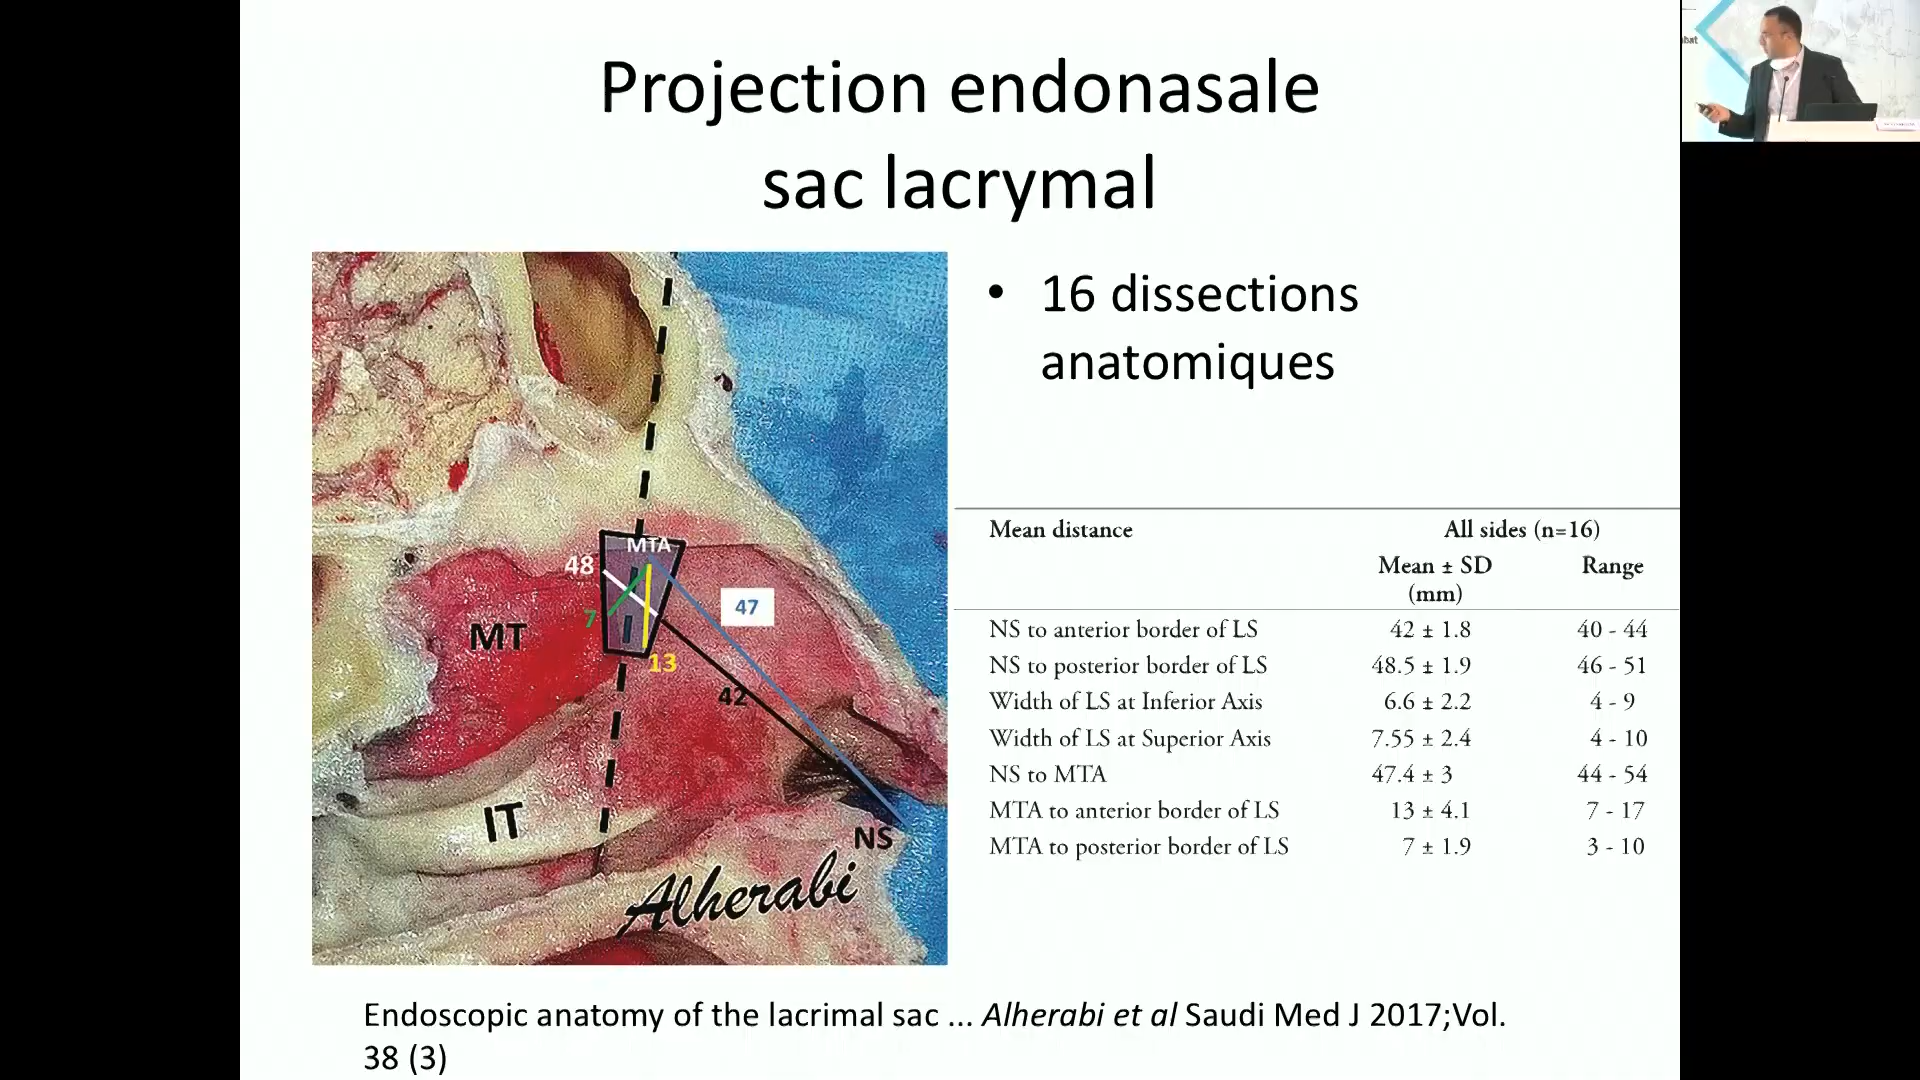 Projection endonasale
sac lacrymal
• 16 dissections
anatomiques
MTA
48
7
47
MT
13
42
IT
NS
Alherabi
Mean distance All sides (n=16)
Mean ± SD Range
(mm)
NS to anterior border of LS 42 ± 1.8 40 - 44
NS to posterior border of LS 48.5 ± 1.9 46 - 51
Width of LS at Inferior Axis 6.6 ± 2.2 4 - 9
Width of LS at Superior Axis 7.55 ± 2.4 4 - 10
NS to MTA 47.4 ± 3 44 - 54
MTA to anterior border of LS 13 ± 4.1 7 - 17
MTA to posterior border of LS 7 ± 1.9 3 - 10
Endoscopic anatomy of the lacrimal sac ... Alherabi et al Saudi Med J 2017;Vol.
38 (3)